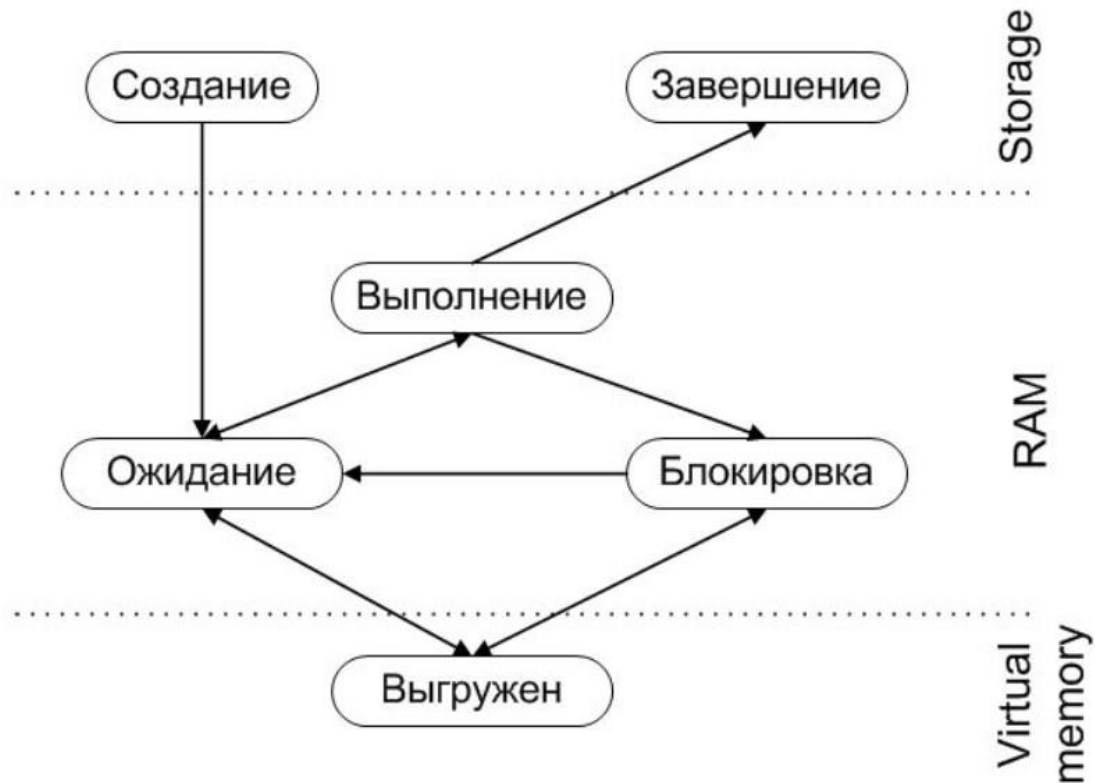 Создание
Завершение
Storage
Выполнение
RAM
Ожидание
Блокировка
Выгружен
Virtual
memory